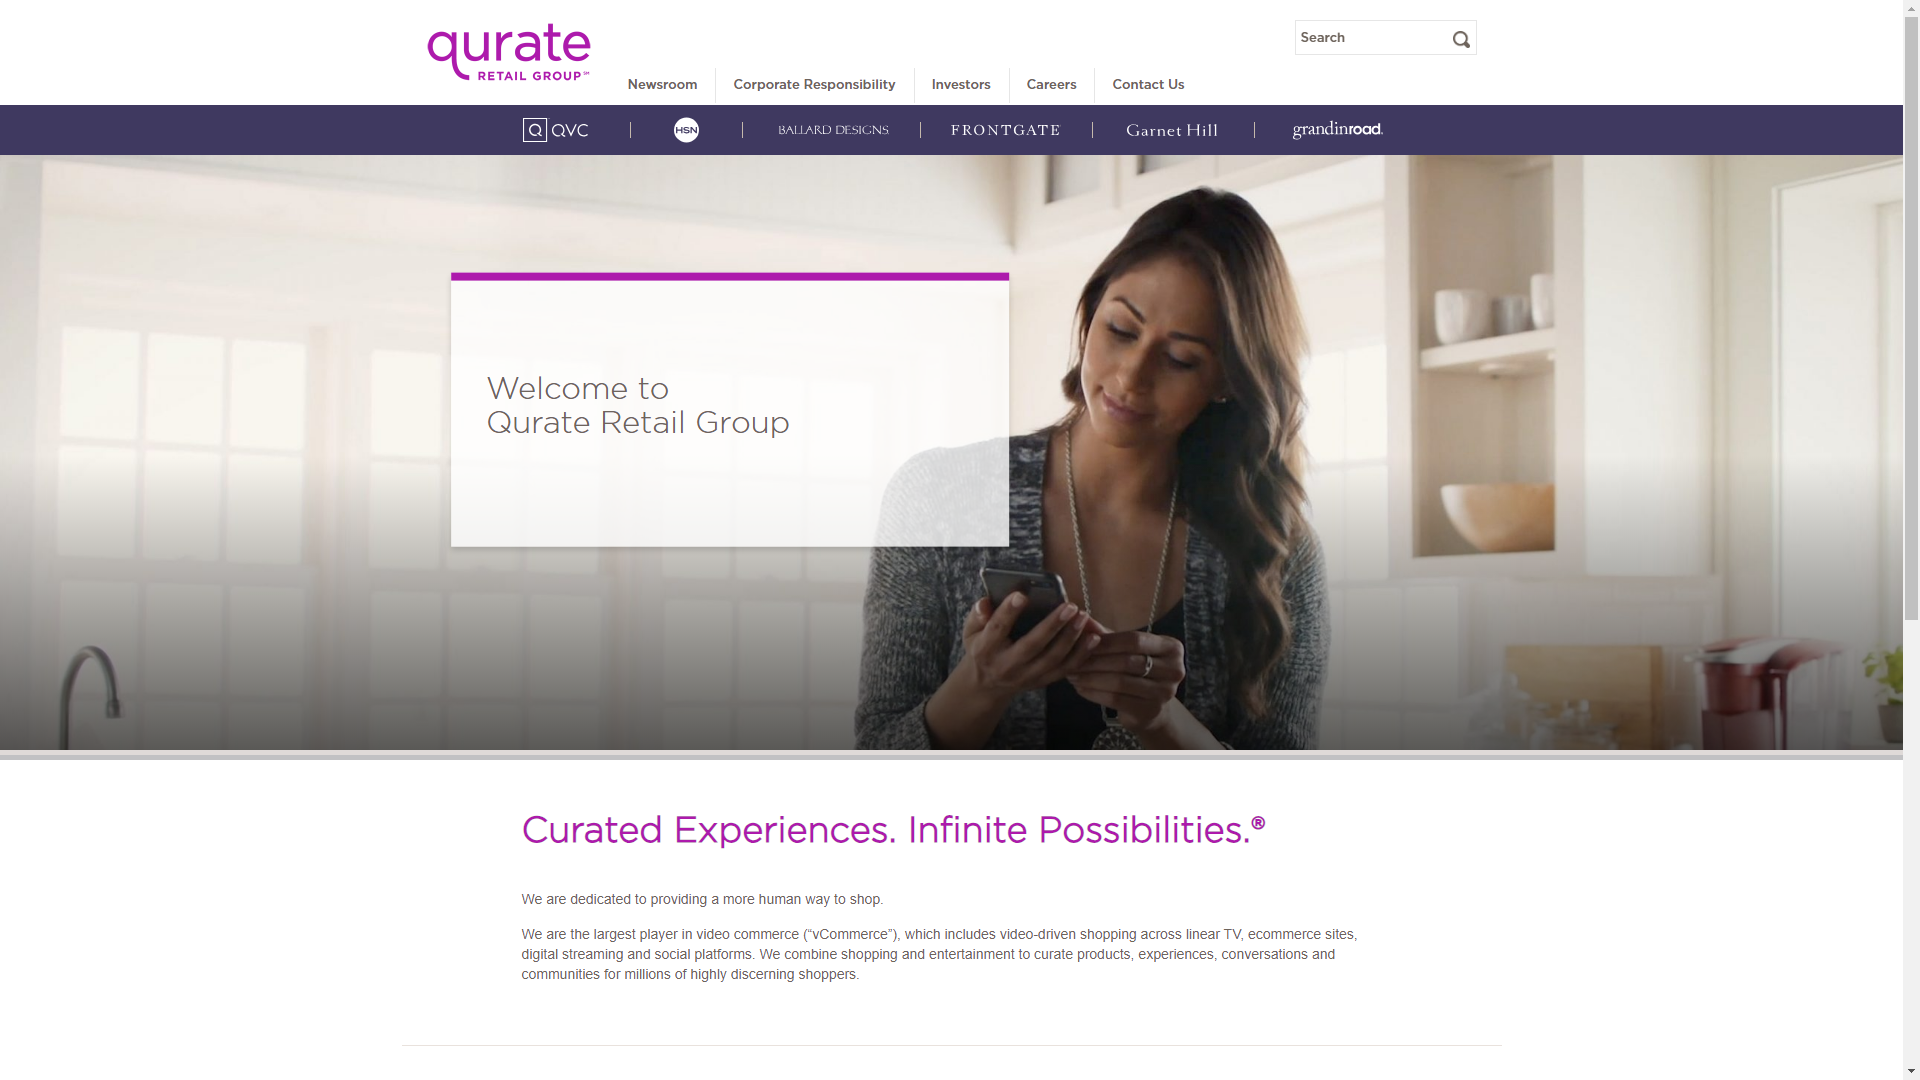 qurate
RETAIL GROUP℠
Search
Newsroom
Corporate Responsibility
Investors
Careers
Contact Us
Q QVC
HSN
BALLARD DESIGNS
FRONTGATE
Garnet Hill
grandinroad
Welcome to
Qurate Retail Group
Curated Experiences. Infinite Possibilities.®
We are dedicated to providing a more human way to shop.
We are the largest player in video commerce (“vCommerce”), which includes video-driven shopping across linear TV, ecommerce sites,
digital streaming and social platforms. We combine shopping and entertainment to curate products, experiences, conversations and
communities for millions of highly discerning shoppers.